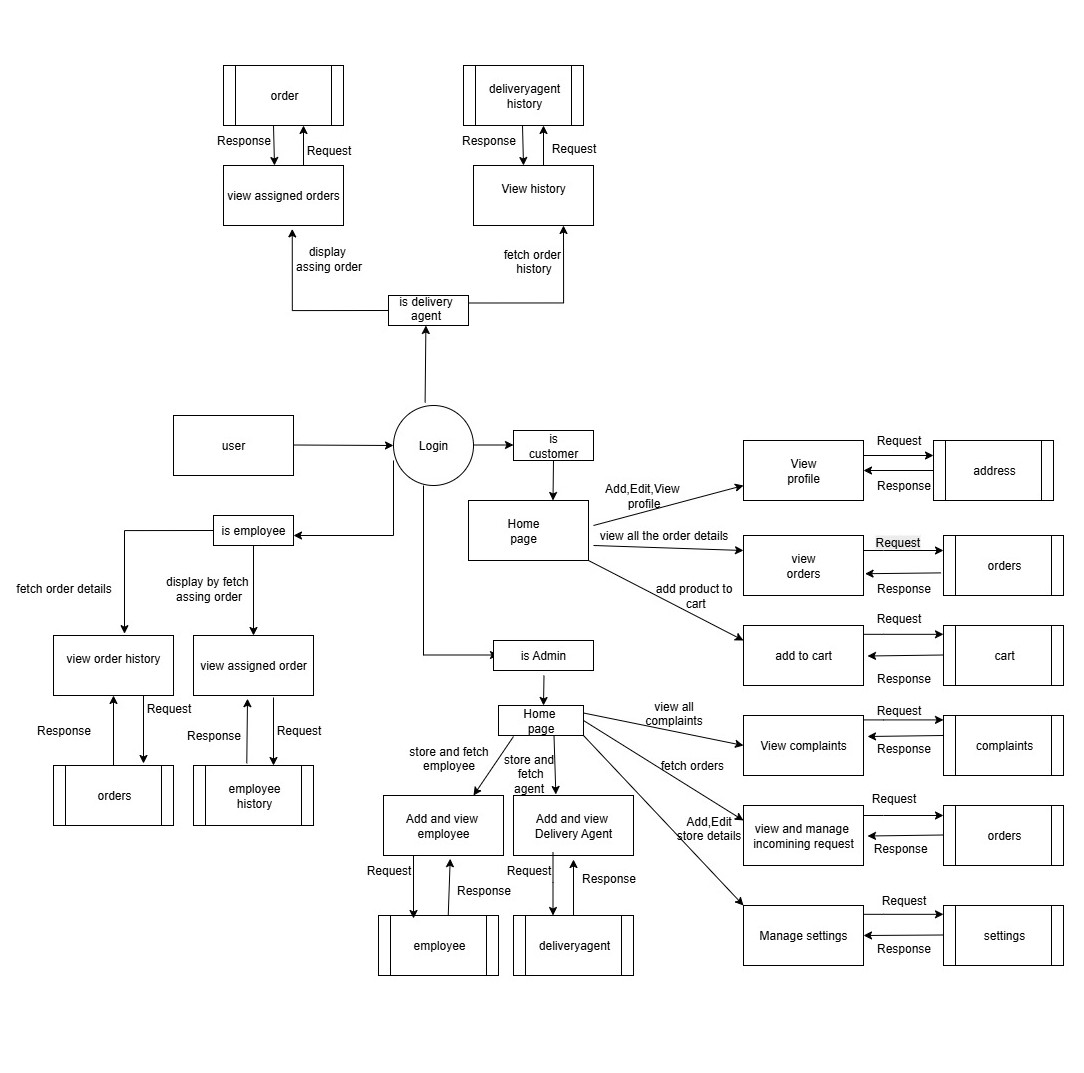 order
deliveryagent
history
Response
Request
Response
Request
view assigned orders
View history
display
assing order
fetch order
history
is delivery
agent
user
Login
is
customer
Home
page
Add,Edit,View
profile
view all the order details
add product to
cart
View
profile
Request
Response
address
view
orders
Request
Response
orders
add to cart
Request
Response
cart
is employee
fetch order details
display by fetch
assing order
view order history
view assigned order
Response
Request
Response
Request
orders
employee
history
is Admin
Home
page
view all
complaints
fetch orders
Add,Edit
store details
store and fetch
employee
store and
fetch
agent
View complaints
Request
Response
complaints
view and manage
incomining request
Request
Response
orders
Manage settings
Request
Response
settings
Add and view
employee
Add and view
Delivery Agent
Request
Response
Request
Response
employee
deliveryagent